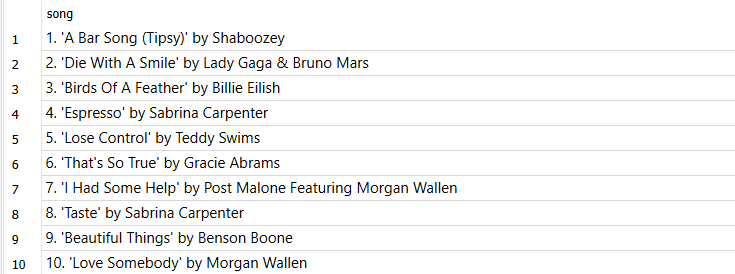 song
1 1. 'A Bar Song (Tipsy)' by Shaboozey
2 2. 'Die With A Smile' by Lady Gaga & Bruno Mars
3 3. 'Birds Of A Feather' by Billie Eilish
4 4. 'Espresso' by Sabrina Carpenter
5 5. 'Lose Control' by Teddy Swims
6 6. 'That's So True' by Gracie Abrams
7 7. 'I Had Some Help' by Post Malone Featuring Morgan Wallen
8 8. 'Taste' by Sabrina Carpenter
9 9. 'Beautiful Things' by Benson Boone
10 10. 'Love Somebody' by Morgan Wallen